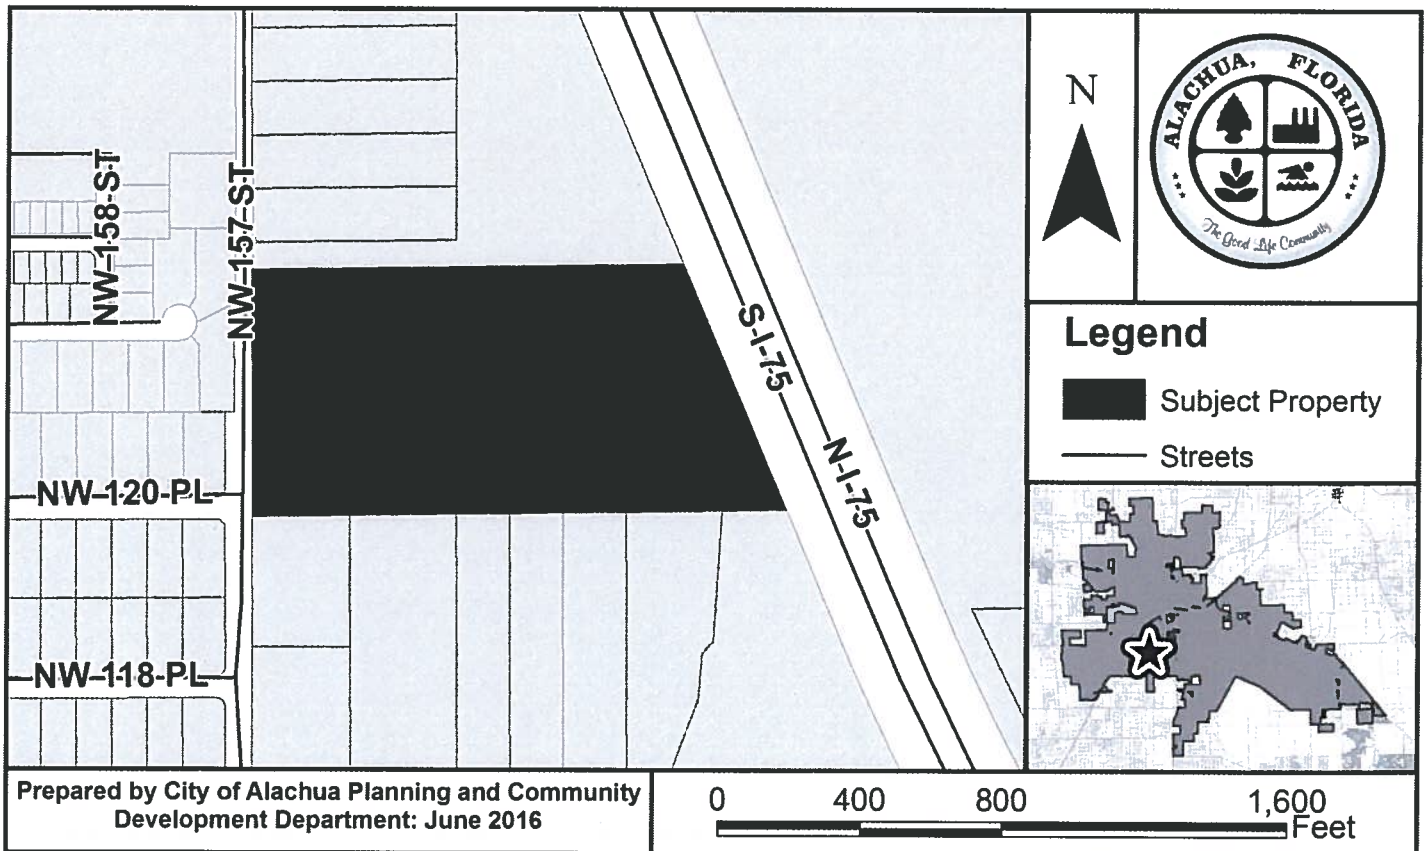 NW-158-ST
NW-157-ST
S-I-75
N-I-75
NW-120-PL
NW-118-PL
N
ALACHUA, FLORIDA
The Good Life Community
Legend
Subject Property
Streets
Prepared by City of Alachua Planning and Community
Development Department: June 2016
0 400 800 1,600
Feet